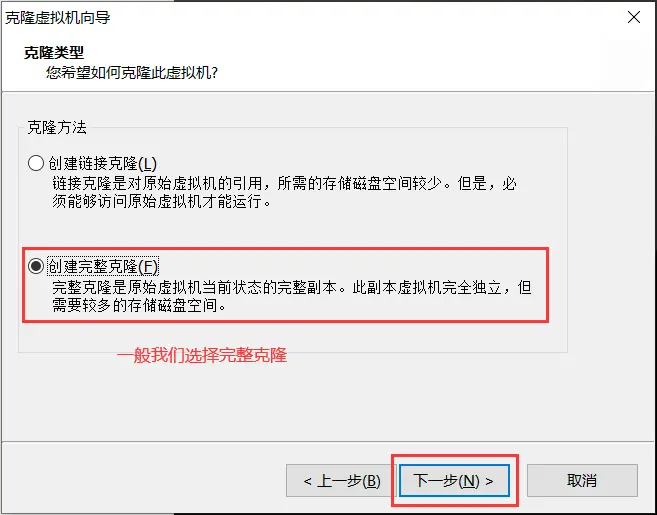 克隆虚拟机向导
克隆类型
您希望如何克隆此虚拟机?
克隆方法
创建链接克隆(L)
链接克隆是对原始虚拟机的引用，所需的存储磁盘空间较少。但是，必
须能够访问原始虚拟机才能运行。
创建完整克隆(F)
完整克隆是原始虚拟机当前状态的完整副本。此副本虚拟机完全独立，但
需要较多的存储磁盘空间。
一般我们选择完整克隆
< 上一步(B)
下一步(N) >
取消